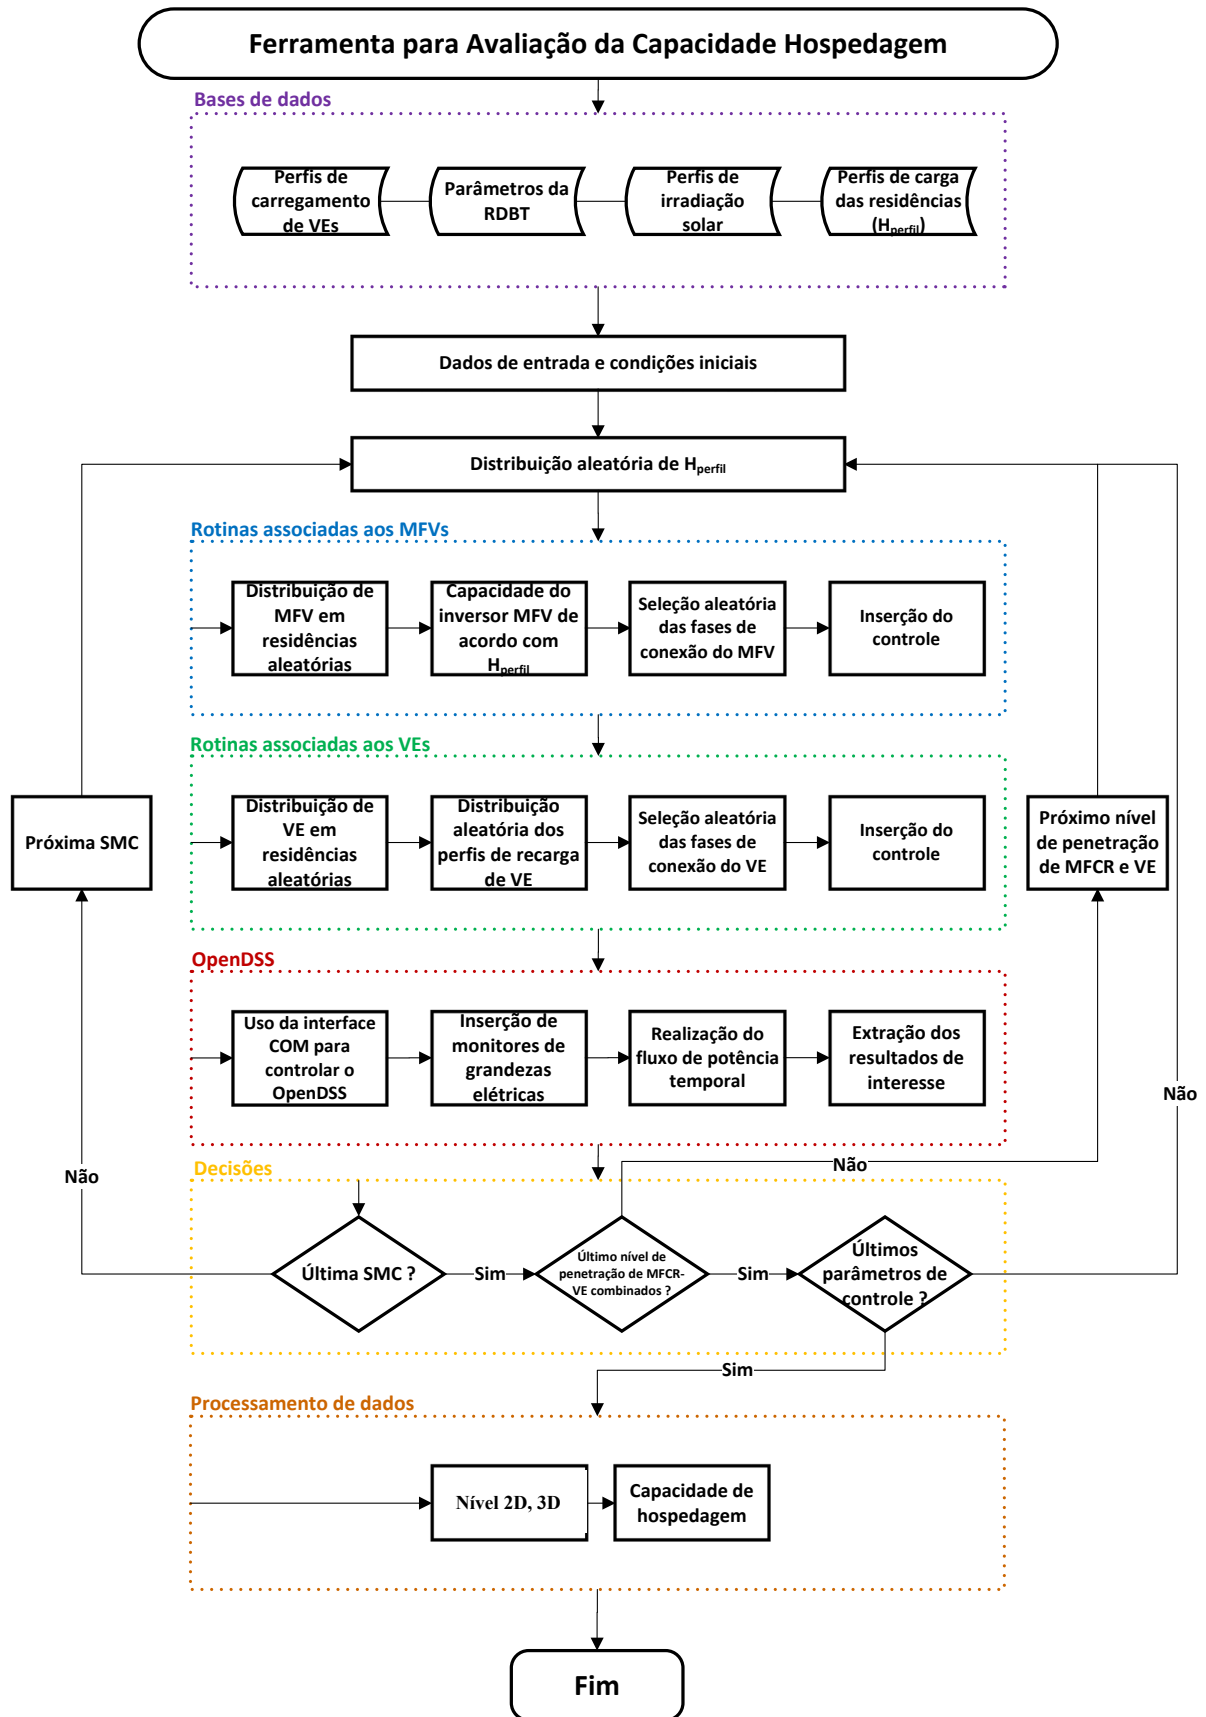 Ferramenta para Avaliação da Capacidade Hospedagem
Bases de dados
Perfis de
carregamento
de VEs
Parâmetros da
RDBT
Perfis de
irradiação
solar
Perfis de carga
das residências
(Hperfil)
Dados de entrada e condições iniciais
Distribuição aleatória de Hperfil
Rotinas associadas aos MFVs
Distribuição de
MFV em
residências
aleatórias
Capacidade do
inversor MFV de
acordo com
Hperfil
Seleção aleatória
das fases de
conexão do MFV
Inserção do
controle
Rotinas associadas aos VEs
Distribuição de
VE em
residências
aleatórias
Distribuição
aleatória dos
perfis de recarga
de VE
Seleção aleatória
das fases de
conexão do VE
Inserção do
controle
Próxima SMC
Próximo nível
de penetração
de MFCR e VE
OpenDSS
Uso da interface
COM para
controlar o
OpenDSS
Inserção de
monitores de
grandezas
elétricas
Realização do
fluxo de potência
temporal
Extração dos
resultados de
interesse
Não
Não
Não
Decisões
Última SMC ?
Sim
Último nível de
penetração de MFCR-
VE combinados ?
Sim
Últimos
parâmetros de
controle ?
Sim
Processamento de dados
Nível 2D, 3D
Capacidade de
hospedagem
Fim